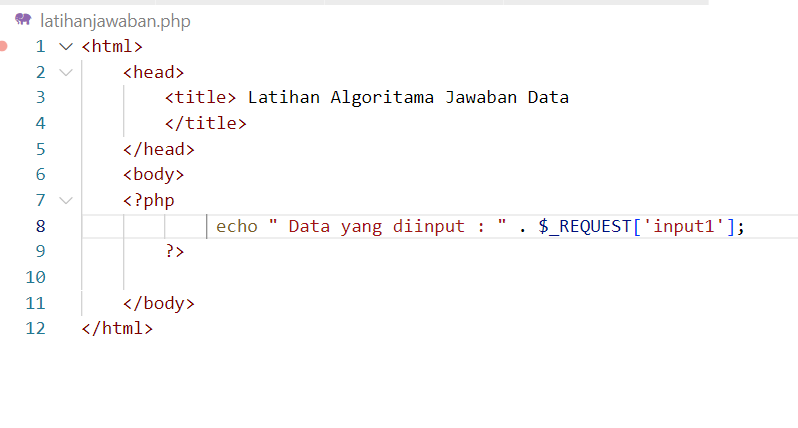 latihanjawaban.php
1 <html>
2 <head>
3 <title> Latihan Algoritama Jawaban Data
4 </title>
5 </head>
6 <body>
7 <?php
8 echo " Data yang diinput : " . $_REQUEST['input1'];
9 ?>
10
11 </body>
12 </html>